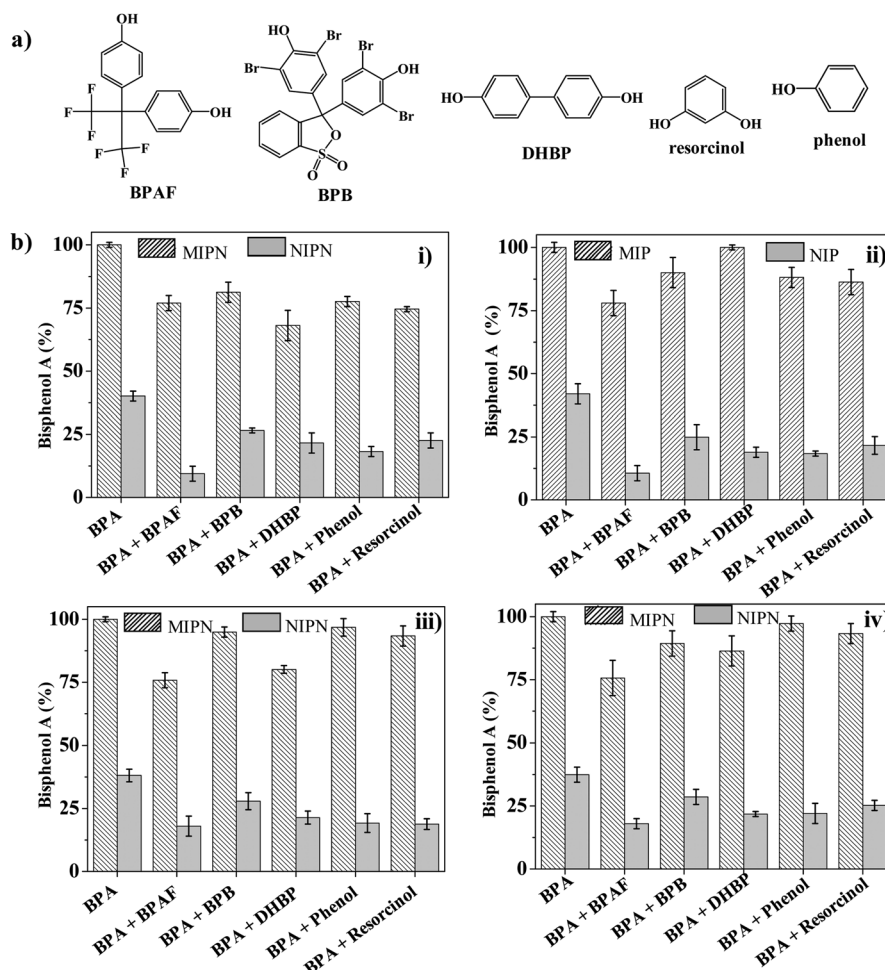 a)
OH
OH
F
F
F
F
F
F
BPAF
HO
Br
Br
Br
OH
Br
O
S
O
O
BPB
HO
OH
DHBP
HO
OH
resorcinol
HO
phenol
b)
i)
MIPN
NIPN
Bisphenol A (%)
100
75
50
25
0
BPA
BPA + BPAF
BPA + BPB
BPA + DHBP
BPA + Phenol
BPA + Resorcinol
ii)
MIP
NIP
Bisphenol A (%)
100
75
50
25
0
BPA
BPA + BPAF
BPA + BPB
BPA + DHBP
BPA + Phenol
BPA + Resorcinol
iii)
MIPN
NIPN
Bisphenol A (%)
100
75
50
25
0
BPA
BPA + BPAF
BPA + BPB
BPA + DHBP
BPA + Phenol
BPA + Resorcinol
iv)
MIPN
NIPN
Bisphenol A (%)
100
75
50
25
0
BPA
BPA + BPAF
BPA + BPB
BPA + DHBP
BPA + Phenol
BPA + Resorcinol